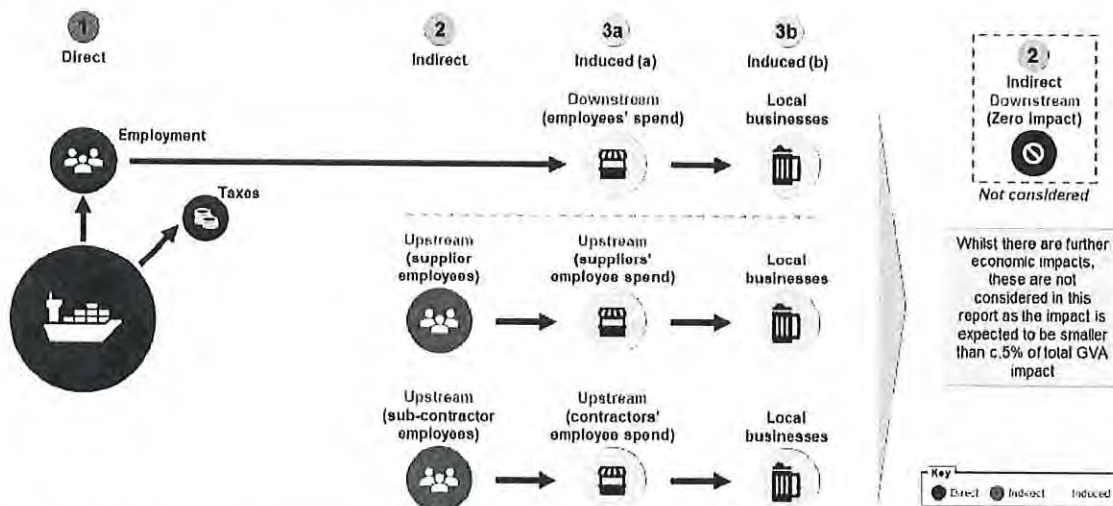 1
Direct
2
Indirect
3a
Induced (a)
3b
Induced (b)
Employment
Taxes
Downstream
(employees' spend)
Local
businesses
Upstream
(supplier
employees)
Upstream
(suppliers'
employee spend)
Local
businesses
Upstream
(sub-contractor
employees)
Upstream
(contractors'
employee spend)
Local
businesses
2
Indirect
Downstream
(Zero impact)
Not considered
Whilst there are further
economic impacts,
these are not
considered in this
report as the impact is
expected to be smaller
than c.5% of total GVA
impact
Key
Direct Indirect Induced